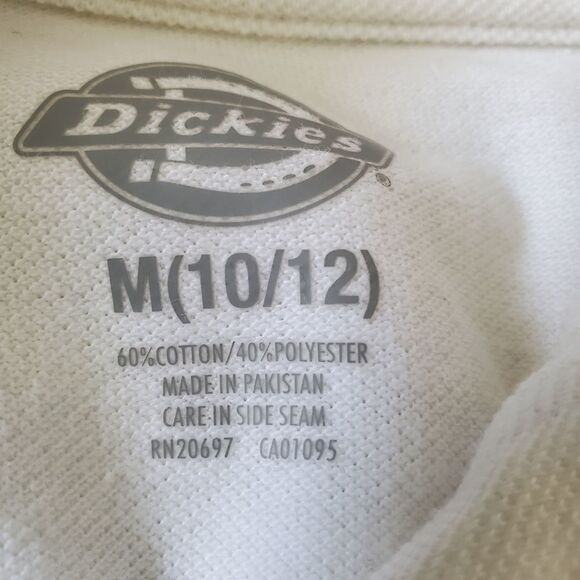 Dickies
®
M(10/12)
60%COTTON/40%POLYESTER
MADE IN PAKISTAN
CARE IN SIDE SEAM
RN20697 CA01095